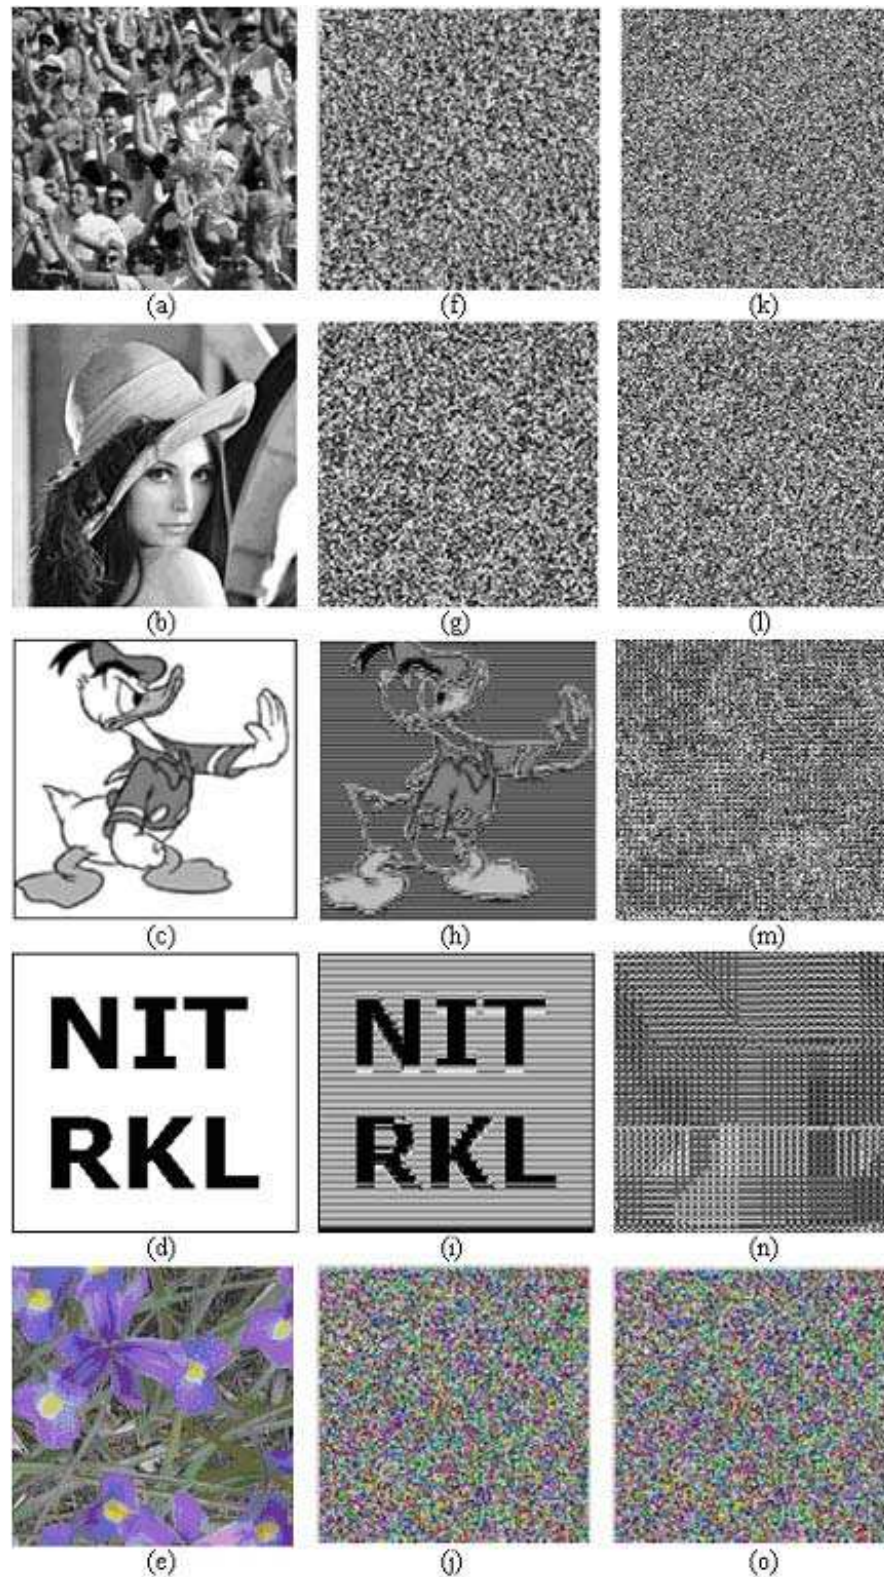 (a) (f) (k)
(b) (g) (l)
(c) (h) (m)
NIT NIT
RKL RKL
(d) (i) (n)
(e) (j) (o)